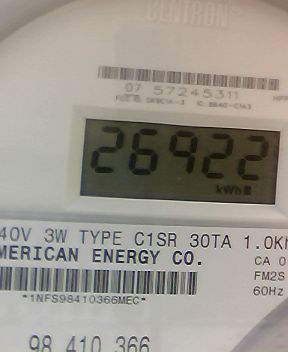 CENTRON
07 57245311
26922
kWh
40V 3W TYPE C1SR 30TA 1.0Kh
MERICAN ENERGY CO.
CA 0
FM2S
60Hz
*1NFS98410366MEC*
98 410 366